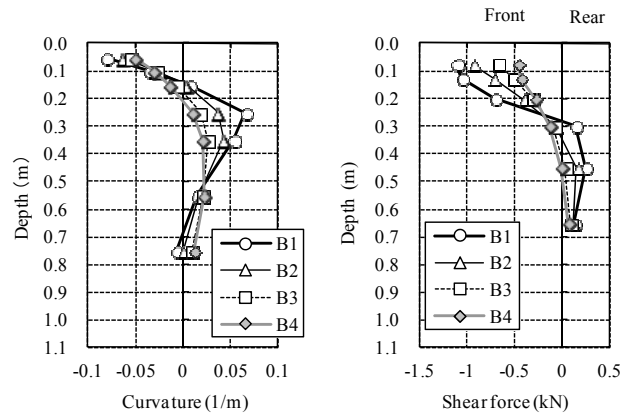 Front Rear
0.0
0.1
0.2
0.3
0.4
0.5
0.6
0.7
0.8
0.9
1.0
1.1
Depth (m)
-0.1 -0.05 0 0.05 0.1
Curvature (1/m)
B1
B2
B3
B4
0.0
0.1
0.2
0.3
0.4
0.5
0.6
0.7
0.8
0.9
1.0
1.1
Depth (m)
-1.5 -1 -0.5 0 0.5
Shear force (kN)
B1
B2
B3
B4